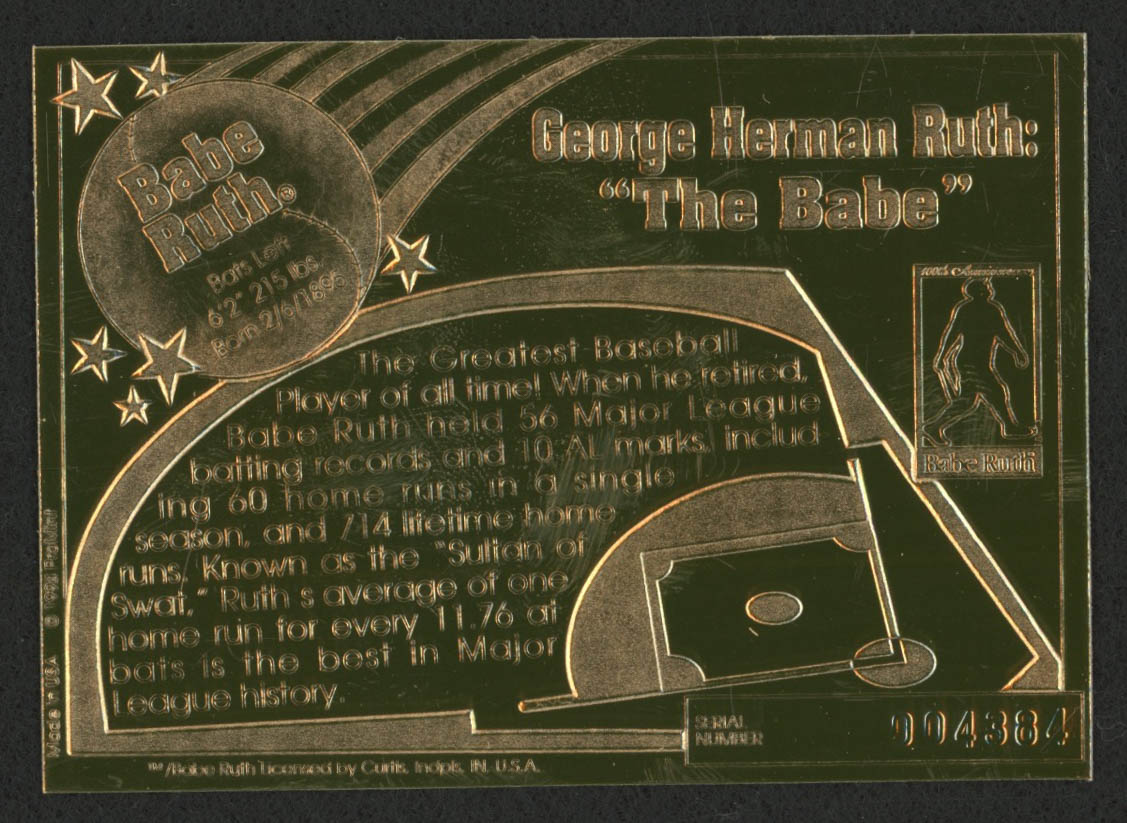 Babe
Ruth®
Bats Left
6'2" 215 lbs
Born 2/6/1895
George Herman Ruth:
“The Babe”
100th Anniversary
Babe Ruth
The Greatest Baseball
Player of all time! When he retired,
Babe Ruth held 56 Major League
batting records and 10 AL marks, includ
ing 60 home runs in a single
season, and 714 lifetime home
runs. Known as the "Sultan of
Swat," Ruth s average of one
home run for every 11.76 at
bats is the best in Major
League history.
SERIAL
NUMBER
004384
™/Babe Ruth Licensed by Curtis, Indpls, IN. U.S.A.
Made in USA ©